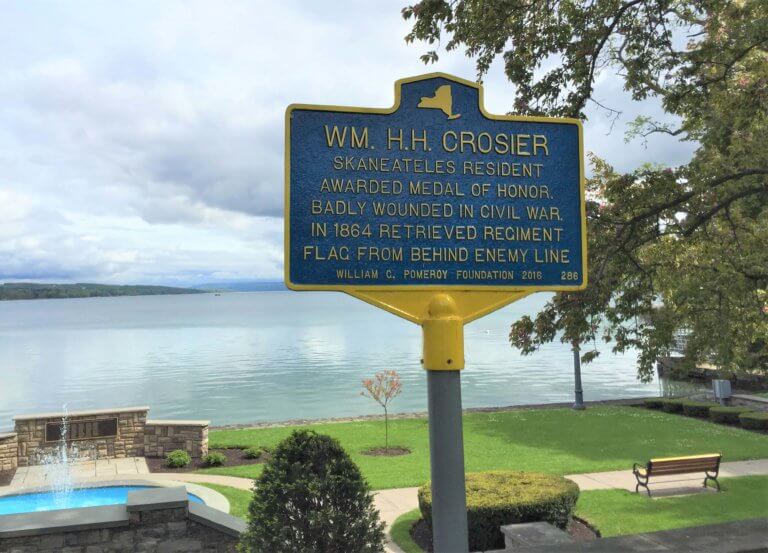 WM. H.H. CROSIER
SKANEATELES RESIDENT
AWARDED MEDAL OF HONOR.
BADLY WOUNDED IN CIVIL WAR.
IN 1864 RETRIEVED REGIMENT
FLAG FROM BEHIND ENEMY LINE
WILLIAM G. POMEROY FOUNDATION 2016 286